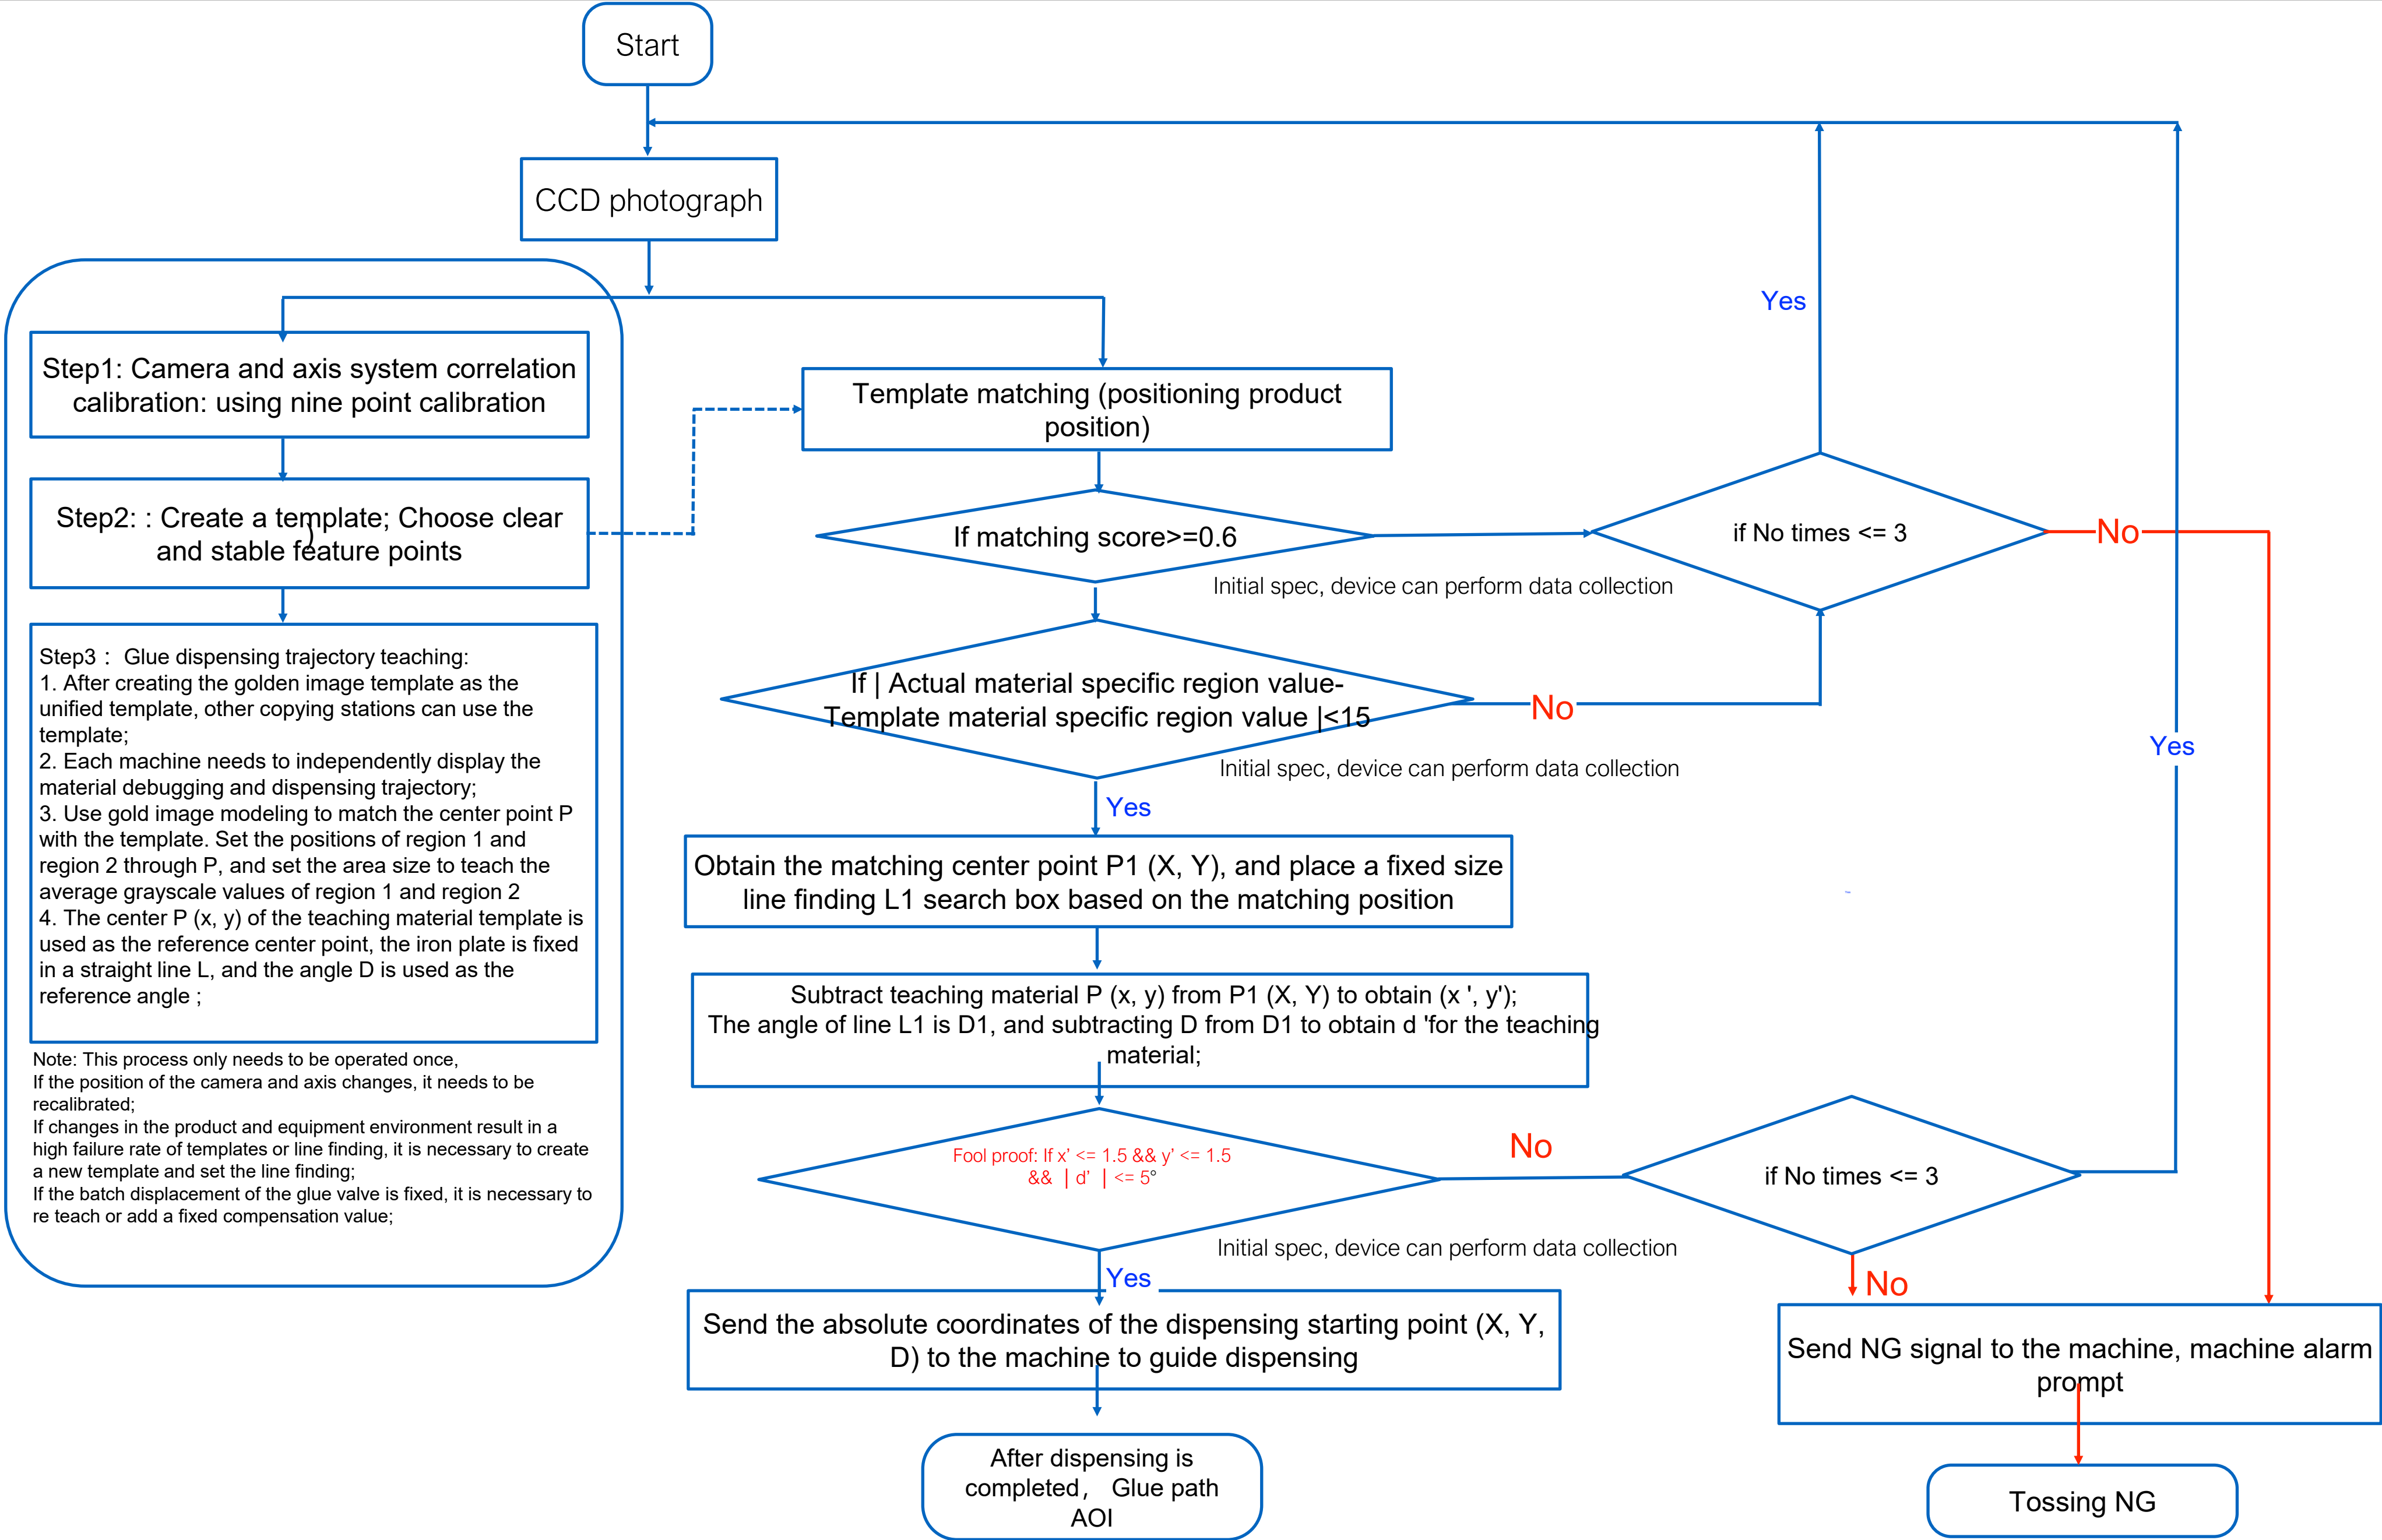 Start
CCD photograph
Yes
Step1: Camera and axis system correlation
calibration: using nine point calibration
Template matching (positioning product
position)
Step2: : Create a template; Choose clear
)
and stable feature points
If matching score>=0.6
if No times <= 3
No
Initial spec, device can perform data collection
Step3： Glue dispensing trajectory teaching:
1. After creating the golden image template as the
unified template, other copying stations can use the
template;
2. Each machine needs to independently display the
material debugging and dispensing trajectory;
3. Use gold image modeling to match the center point P
with the template. Set the positions of region 1 and
region 2 through P, and set the area size to teach the
average grayscale values of region 1 and region 2
4. The center P (x, y) of the teaching material template is
used as the reference center point, the iron plate is fixed
in a straight line L, and the angle D is used as the
reference angle ;
Note: This process only needs to be operated once,
If the position of the camera and axis changes, it needs to be
recalibrated;
If changes in the product and equipment environment result in a
high failure rate of templates or line finding, it is necessary to create
a new template and set the line finding;
If the batch displacement of the glue valve is fixed, it is necessary to
re teach or add a fixed compensation value;
If | Actual material specific region value-
Template material specific region value |<15
No
Yes
Initial spec, device can perform data collection
Yes
Obtain the matching center point P1 (X, Y), and place a fixed size
line finding L1 search box based on the matching position
Subtract teaching material P (x, y) from P1 (X, Y) to obtain (x ', y');
The angle of line L1 is D1, and subtracting D from D1 to obtain d 'for the teaching
material;
Fool proof: If x’ <= 1.5 && y’ <= 1.5
&& | d’ | <= 5°
No
if No times <= 3
Initial spec, device can perform data collection
Yes
No
Send the absolute coordinates of the dispensing starting point (X, Y,
D) to the machine to guide dispensing
Send NG signal to the machine, machine alarm
prompt
After dispensing is
completed， Glue path
AOI
Tossing NG